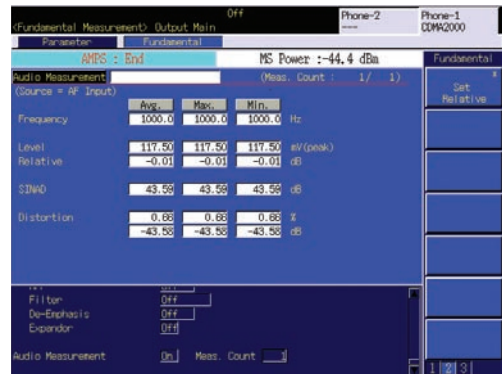 Off
Phone-2
Phone-1
<Fundamental Measurement> Output Main
----
CDMA2000
Parameter
Fundamental
AMPS : End
MS Power :-44.4 dBm
Fundamental
Audio Measurement
(Meas. Count : 1/ 1)
*
Set
Relative
(Source = AF Input)
Avg. Max. Min.
Frequency 1000.0 1000.0 1000.0 Hz
Level 117.50 117.50 117.50 mV(peak)
Relative -0.01 -0.01 -0.01 dB
SINAD 43.59 43.59 43.59 dB
Distortion 0.66 0.66 0.66 %
-43.58 -43.58 -43.58 dB
Filter Off
De-Emphasis Off
Expandor Off
Audio Measurement On Meas. Count 1
1 2 3